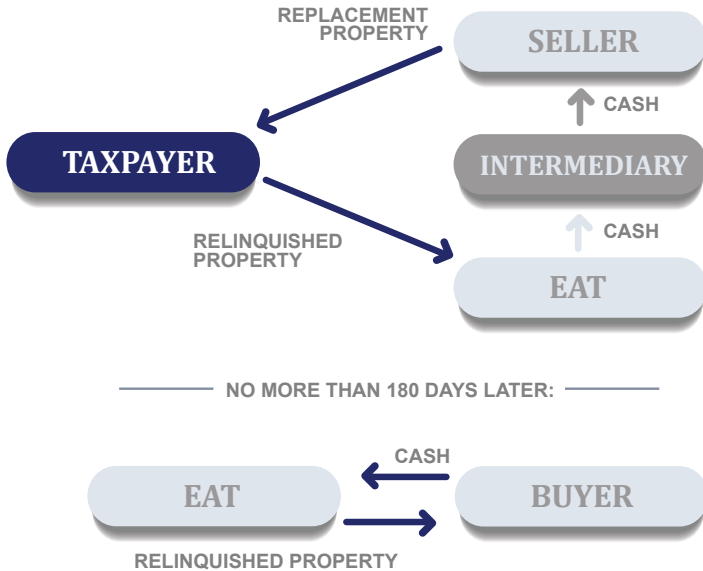 REPLACEMENT
PROPERTY
SELLER
CASH
TAXPAYER
INTERMEDIARY
RELINQUISHED
PROPERTY
CASH
EAT
NO MORE THAN 180 DAYS LATER:
CASH
EAT
BUYER
RELINQUISHED PROPERTY